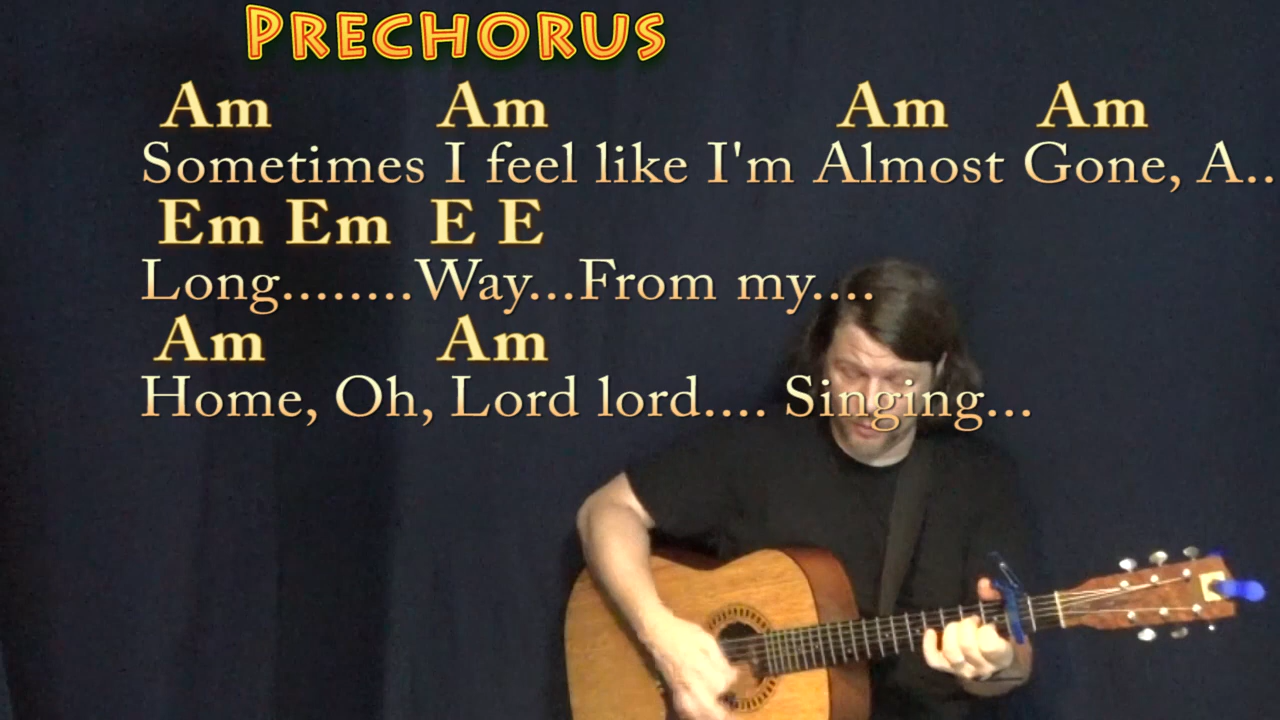 PRECHORUS
Am Am Am Am
Sometimes I feel like I'm Almost Gone, A..
Em Em E E
Long........Way...From my....
Am Am
Home, Oh, Lord lord.... Singing...